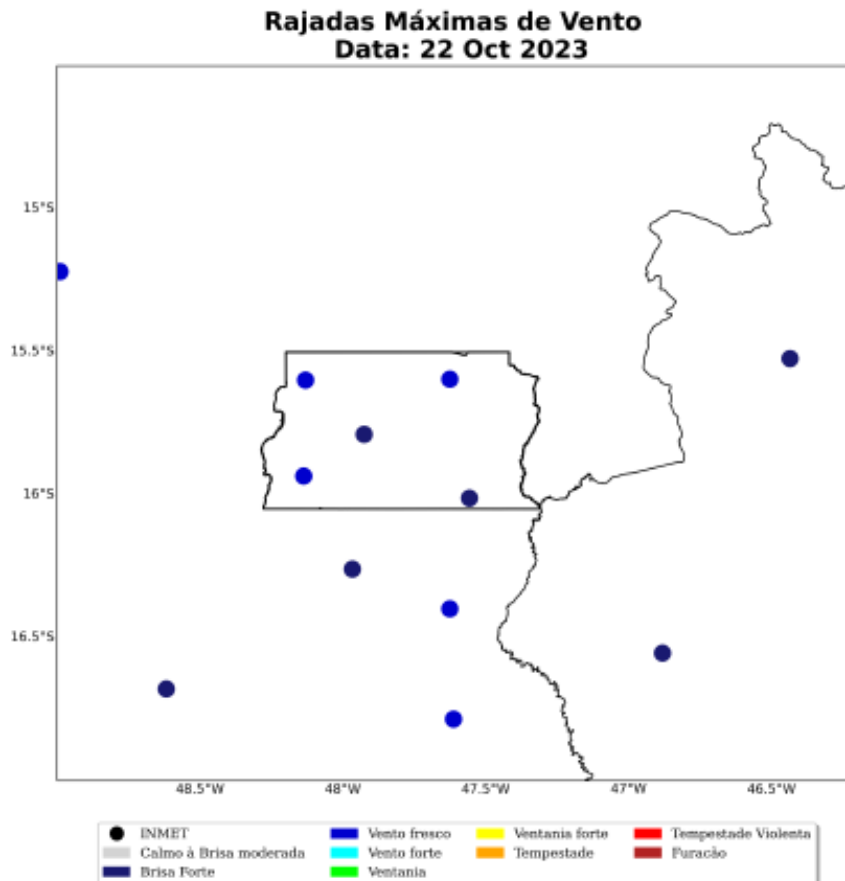 Rajadas Máximas de Vento
Data: 22 Oct 2023
15°S
15.5°S
16°S
16.5°S
48.5°W 48°W 47.5°W 47°W 46.5°W
INMET Vento fresco Ventania forte Tempestade Violenta
Calmo à Brisa moderada Vento forte Tempestade Furacão
Brisa Forte Ventania